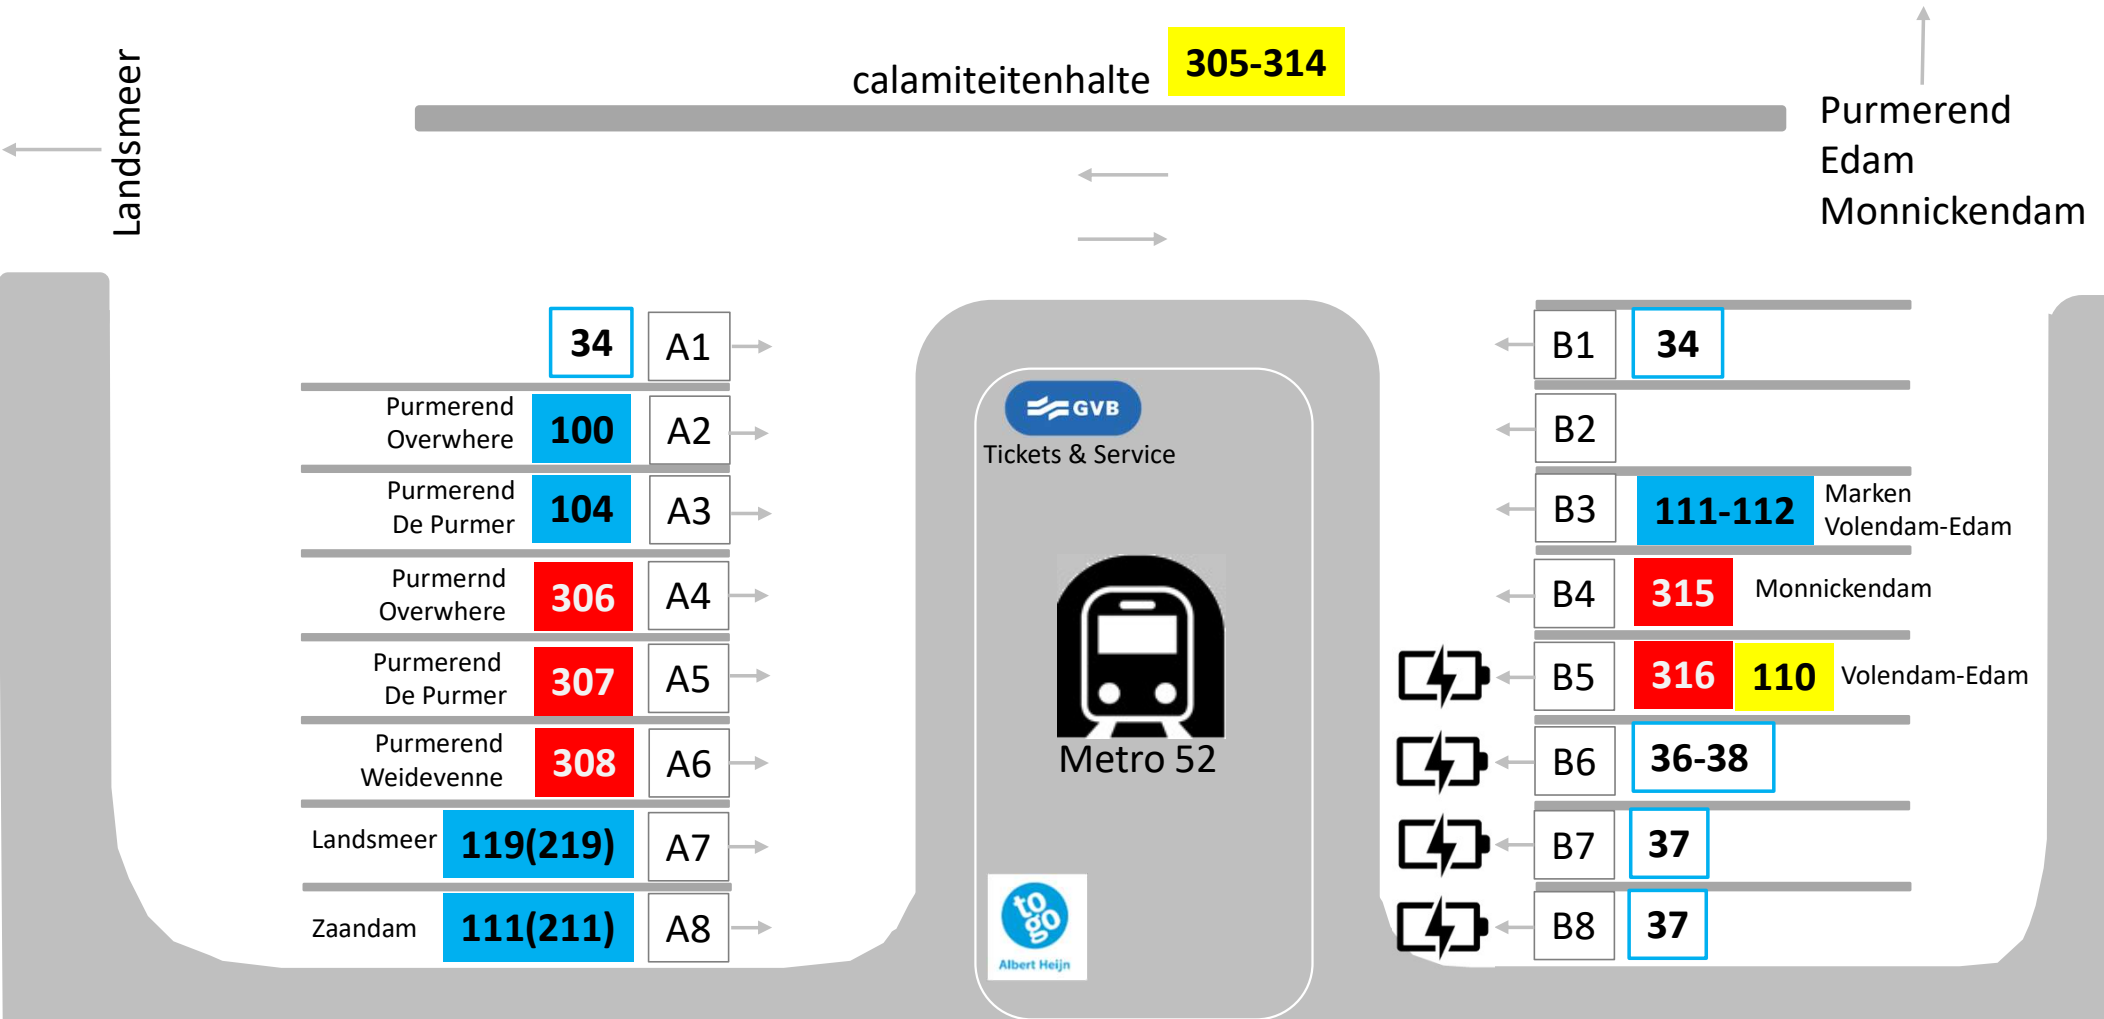 Landsmeer
calamiteitenhalte 305-314
Purmerend
Edam
Monnickendam
34 A1
Purmerend
Overwhere
100 A2
Purmerend
De Purmer
104 A3
Purmernd
Overwhere
306 A4
Purmerend
De Purmer
307 A5
Purmerend
Weidevenne
308 A6
Landsmeer 119(219) A7
Zaandam 111(211) A8
GVB
Tickets & Service
Metro 52
to
go
Albert Heijn
B1 34
B2
B3 111-112
Marken
Volendam-Edam
B4 315 Monnickendam
B5 316 110 Volendam-Edam
B6 36-38
B7 37
B8 37